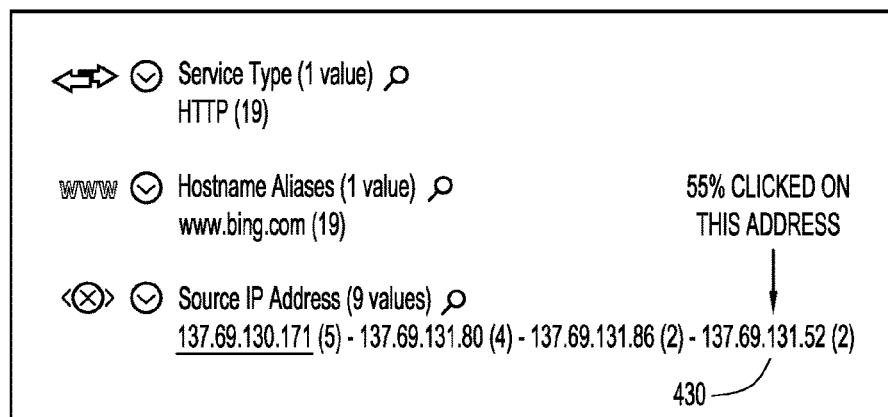 Service Type (1 value)
HTTP (19)
www Hostname Aliases (1 value)
www.bing.com (19)
55% CLICKED ON
THIS ADDRESS
Source IP Address (9 values)
137.69.130.171 (5) - 137.69.131.80 (4) - 137.69.131.86 (2) - 137.69.131.52 (2)
430